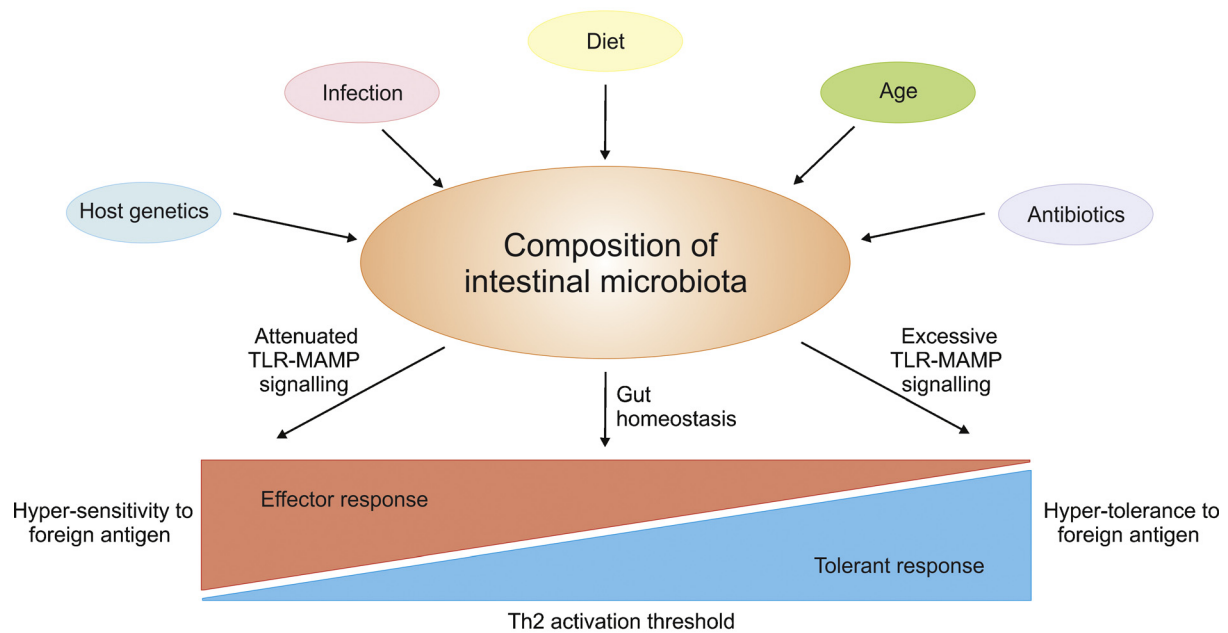 Diet
Infection
Age
Host genetics
Antibiotics
Composition of
intestinal microbiota
Attenuated
TLR-MAMP
signalling
Gut
homeostasis
Excessive
TLR-MAMP
signalling
Hyper-sensitivity to
foreign antigen
Effector response
Tolerant response
Hyper-tolerance to
foreign antigen
Th2 activation threshold